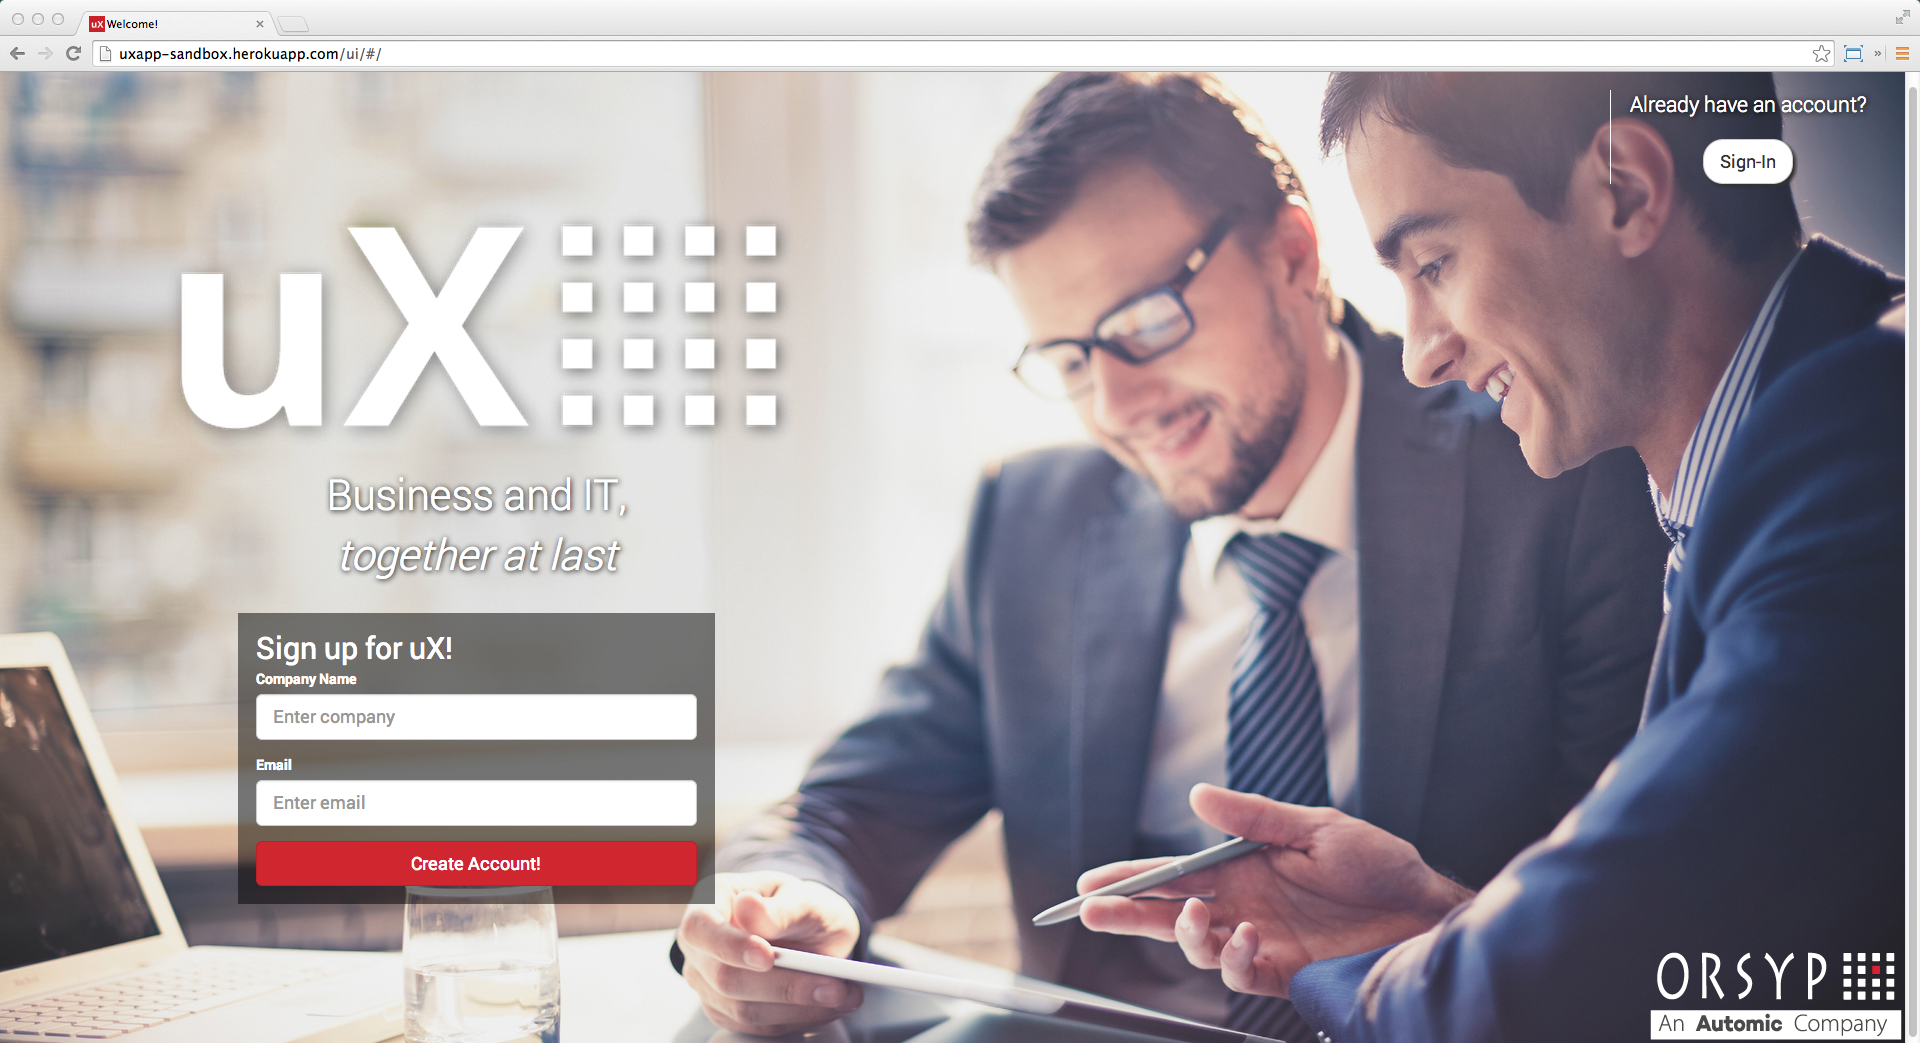 uX Welcome!
uxapp-sandbox.herokuapp.com/ui/#/
Already have an account?
Sign-In
uX
Business and IT,
together at last
Sign up for uX!
Company Name
Enter company
Email
Enter email
Create Account!
ORSYP
An Automic Company